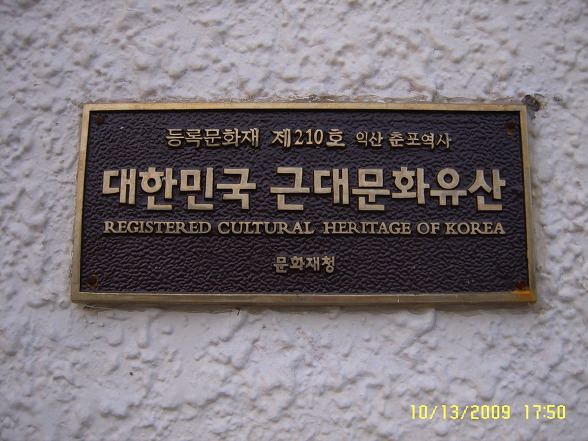 등록문화재 제210호 익산 춘포역사
대한민국 근대문화유산
REGISTERED CULTURAL HERITAGE OF KOREA
문화재청
10/13/2009 17:50